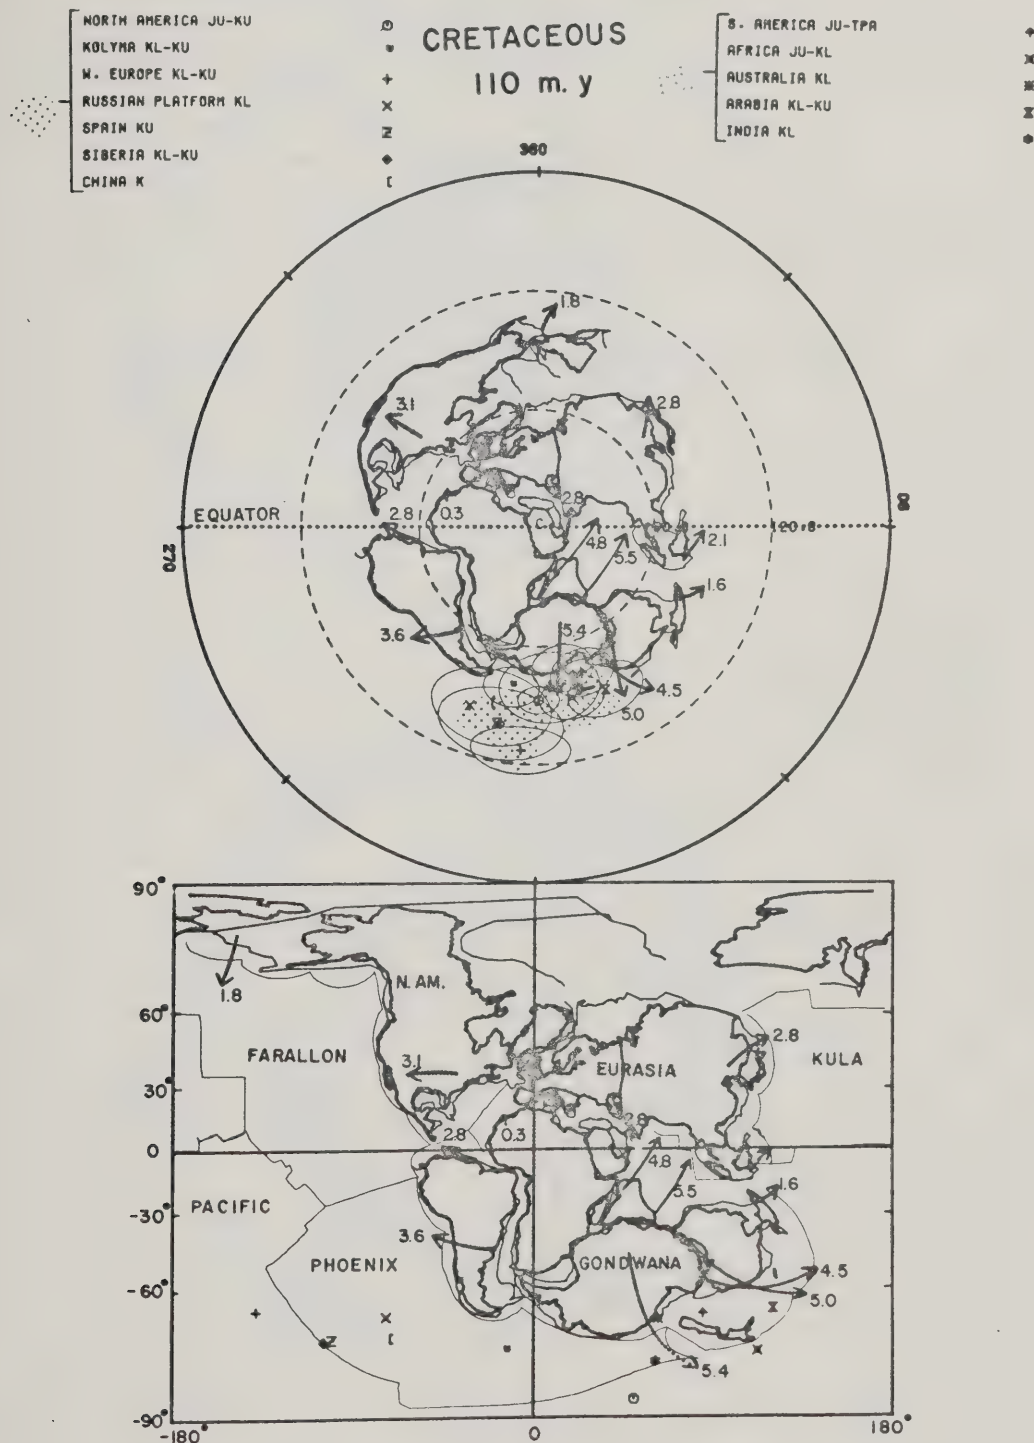 NORTH AMERICA JU-KU
KOLYMA KL-KU
W. EUROPE KL-KU
RUSSIAN PLATFORM KL
SPAIN KU
SIBERIA KL-KU
CHINA K
CRETACEOUS
110 m. y
S. AMERICA JU-TPA
AFRICA JU-KL
AUSTRALIA KL
ARABIA KL-KU
INDIA KL
360
1.8
3.1
2.8
EQUATOR
2.8
0.3
2.8
90
270
4.8
5.5
2.1
1.6
3.6
5.4
4.5
5.0
90°
N. AM.
1.8
60°
FARALLON
3.1
EURASIA
2.8
KULA
30°
2.8
0.3
2.8
0
4.8
PACIFIC
5.5
1.6
-30°
3.6
PHOENIX
GONDWANA
4.5
-60°
5.0
5.4
-90°
-180°
0
180°